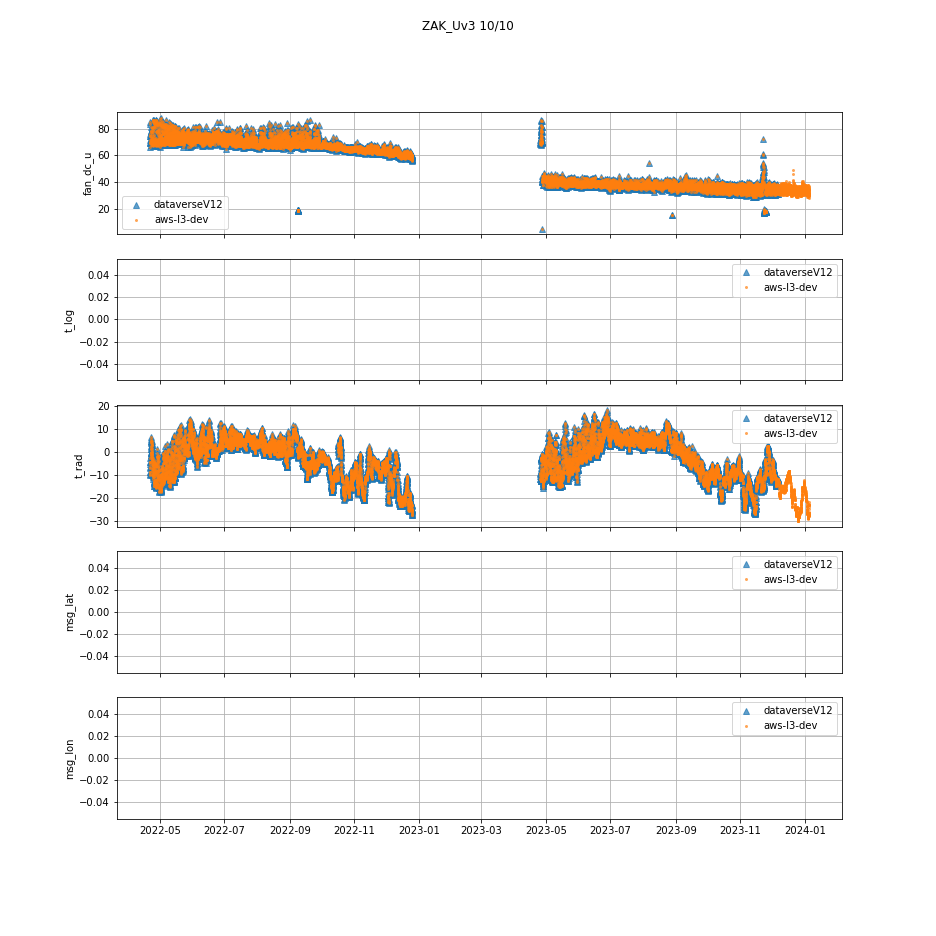 ZAK_Uv3 10/10
80
60
40
20
fan_dc_u
dataverseV12
aws-l3-dev
0.04
0.02
0.00
−0.02
−0.04
t_log
dataverseV12
aws-l3-dev
20
10
0
−10
−20
−30
t_rad
dataverseV12
aws-l3-dev
0.04
0.02
0.00
−0.02
−0.04
msg_lat
dataverseV12
aws-l3-dev
0.04
0.02
0.00
−0.02
−0.04
msg_lon
dataverseV12
aws-l3-dev
2022-05 2022-07 2022-09 2022-11 2023-01 2023-03 2023-05 2023-07 2023-09 2023-11 2024-01